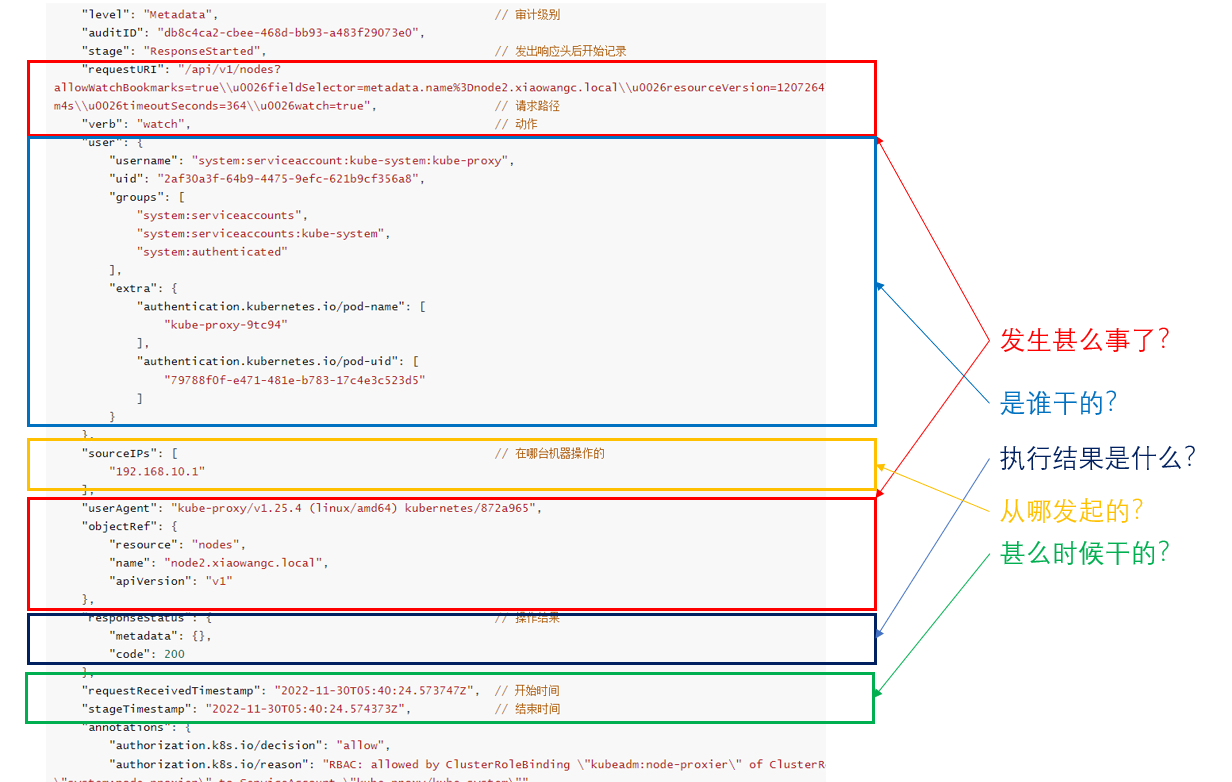 "level": "Metadata", // 审计级别
"auditID": "db8c4ca2-cbee-468d-bb93-a483f29073e0",
"stage": "ResponseStarted", // 发出响应头后开始记录
"requestURI": "/api/v1/nodes?
allowWatchBookmarks=true\\u0026fieldSelector=metadata.name%3Dnode2.xiaowangc.local\\u0026resourceVersion=1207264
m4s\\u0026timeoutSeconds=364\\u0026watch=true", // 请求路径
"verb": "watch", // 动作
"user": {
"username": "system:serviceaccount:kube-system:kube-proxy",
"uid": "2af30a3f-64b9-4475-9efc-621b9cf356a8",
"groups": [
"system:serviceaccounts",
"system:serviceaccounts:kube-system",
"system:authenticated"
],
"extra": {
"authentication.kubernetes.io/pod-name": [
"kube-proxy-9tc94"
],
"authentication.kubernetes.io/pod-uid": [
"79788f0f-e471-481e-b783-17c4e3c523d5"
]
}
},
"sourceIPs": [ // 在哪台机器操作的
"192.168.10.1"
],
"userAgent": "kube-proxy/v1.25.4 (linux/amd64) kubernetes/872a965",
"objectRef": {
"resource": "nodes",
"name": "node2.xiaowangc.local",
"apiVersion": "v1"
},
"responseStatus": { // 操作结果
"metadata": {},
"code": 200
},
"requestReceivedTimestamp": "2022-11-30T05:40:24.573747Z", // 开始时间
"stageTimestamp": "2022-11-30T05:40:24.574373Z", // 结束时间
"annotations": {
"authorization.k8s.io/decision": "allow",
"authorization.k8s.io/reason": "RBAC: allowed by ClusterRoleBinding \"kubeadm:node-proxier\" of ClusterR
\"system:node-proxier\" to ServiceAccount \"kube-proxy/kube-system\""
发生甚么事了?
是谁干的?
执行结果是什么?
从哪发起的?
甚么时候干的?